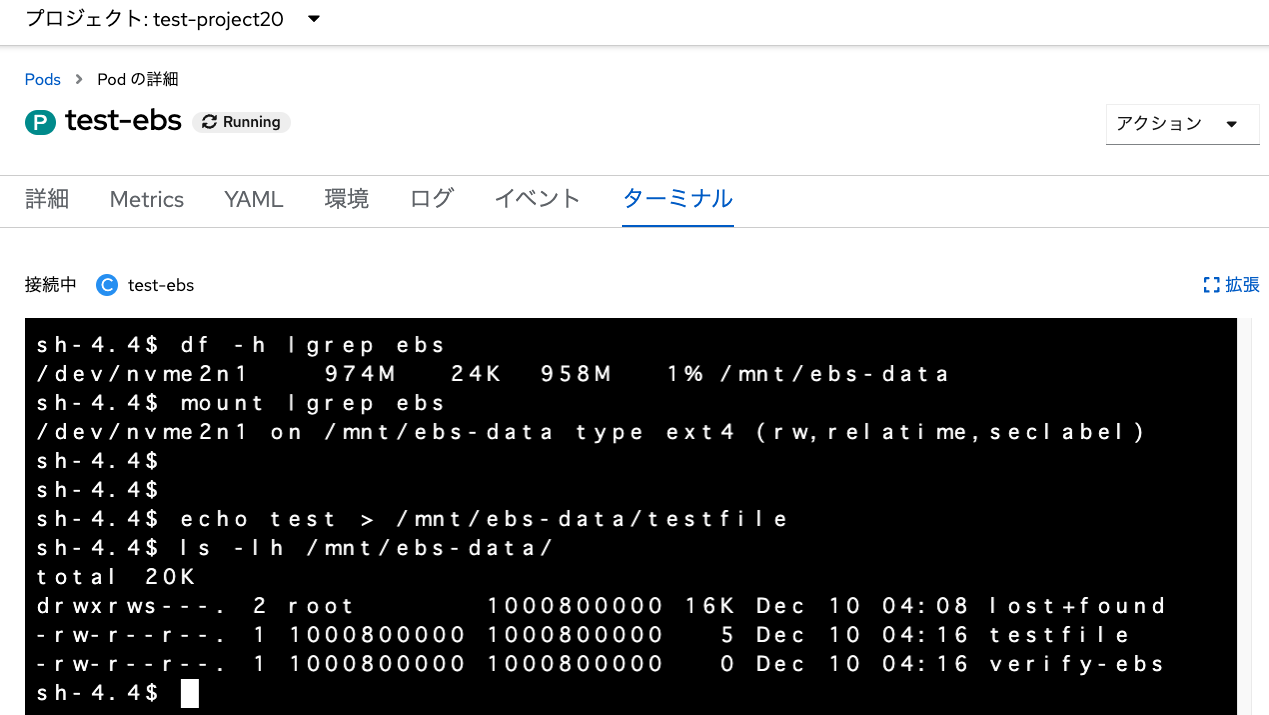 プロジェクト: test-project20
Pods > Pod の詳細
P test-ebs Running
アクション
詳細 Metrics YAML 環境 ログ イベント ターミナル
接続中 C test-ebs 拡張
sh-4.4$ df -h |grep ebs
/dev/nvme2n1 974M 24K 958M 1% /mnt/ebs-data
sh-4.4$ mount |grep ebs
/dev/nvme2n1 on /mnt/ebs-data type ext4 (rw,relatime,seclabel)
sh-4.4$
sh-4.4$
sh-4.4$ echo test > /mnt/ebs-data/testfile
sh-4.4$ ls -lh /mnt/ebs-data/
total 20K
drwxrws---. 2 root 1000800000 16K Dec 10 04:08 lost+found
-rw-r--r--. 1 1000800000 1000800000 5 Dec 10 04:16 testfile
-rw-r--r--. 1 1000800000 1000800000 0 Dec 10 04:16 verify-ebs
sh-4.4$